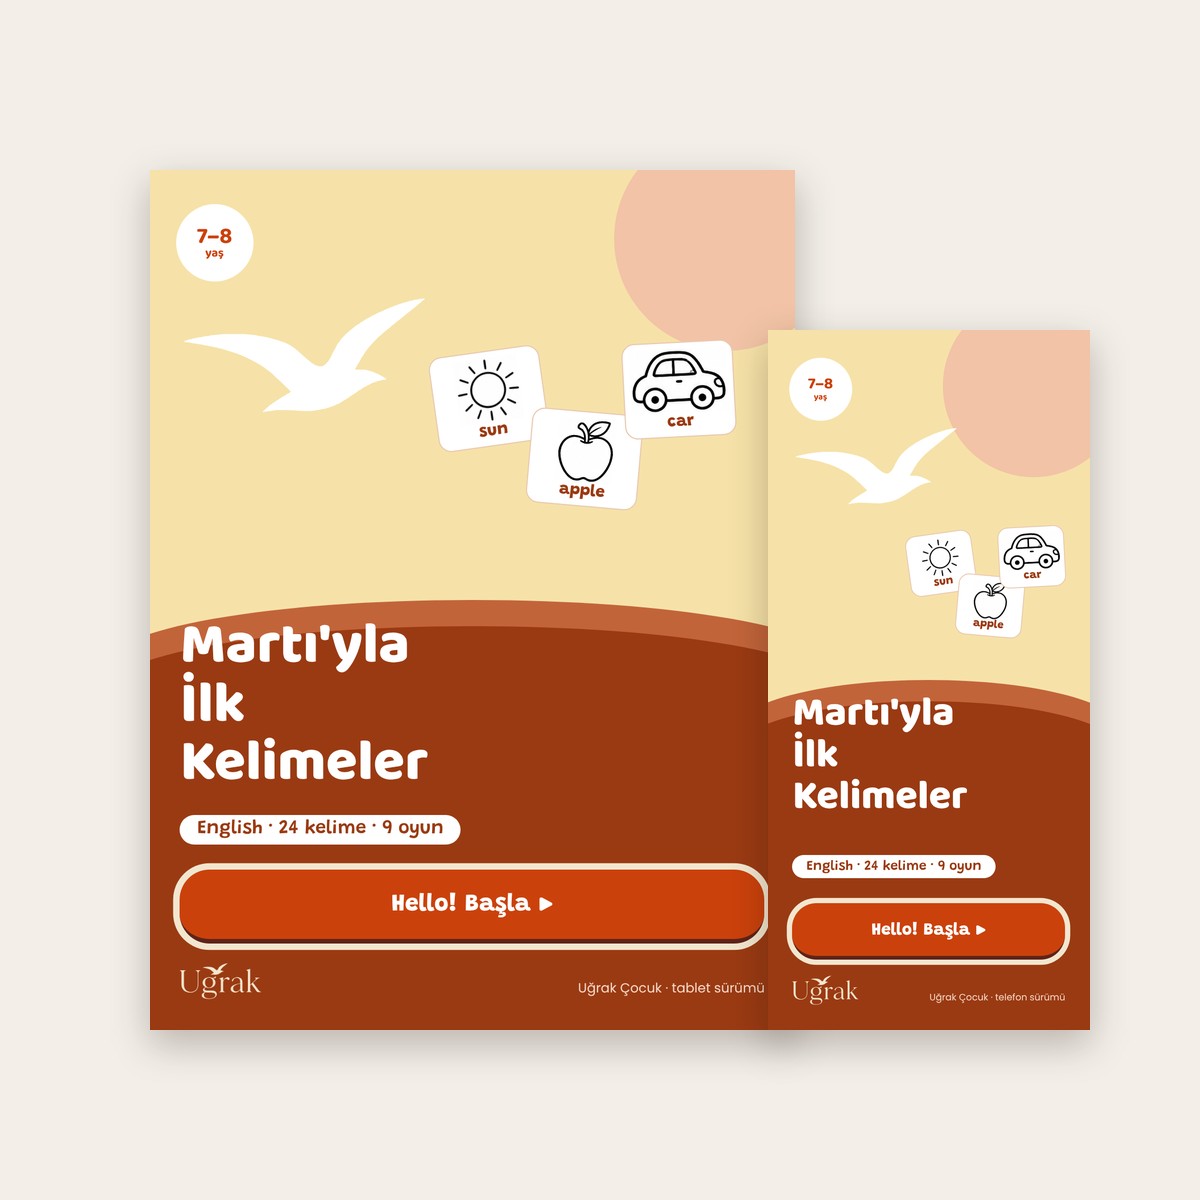 7–8
yaş
sun
apple
car
Martı'yla
İlk
Kelimeler
English · 24 kelime · 9 oyun
Hello! Başla ▶
Uğrak
Uğrak Çocuk · tablet sürümü
7–8
yaş
sun
apple
car
Martı'yla
İlk
Kelimeler
English · 24 kelime · 9 oyun
Hello! Başla ▶
Uğrak
Uğrak Çocuk · telefon sürümü